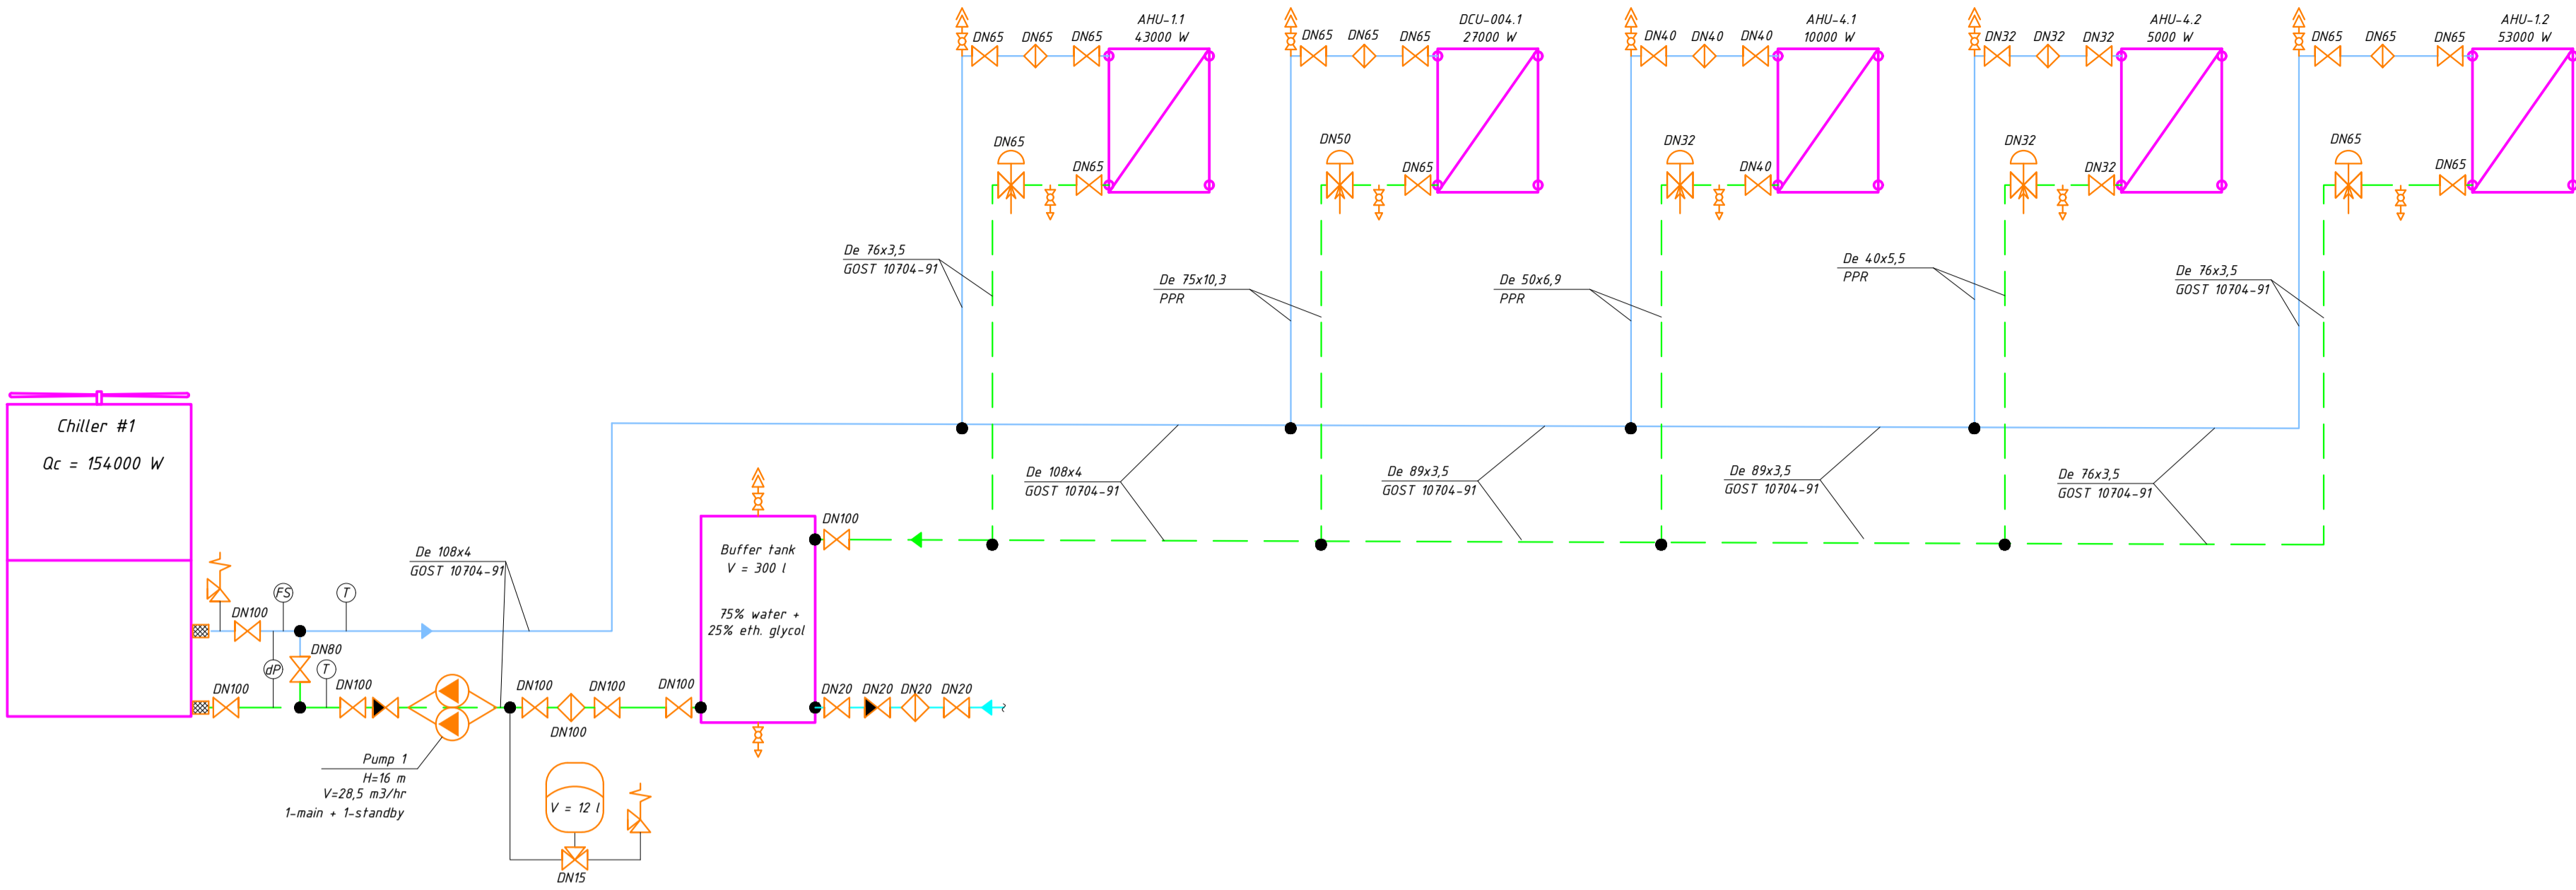 AHU-1.1
43000 W
DN65 DN65 DN65
DN65
DN65
De 76x3,5
GOST 10704-91
DCU-004.1
27000 W
DN65 DN65 DN65
DN50
DN65
De 75x10,3
PPR
AHU-4.1
10000 W
DN40 DN40 DN40
DN32
DN40
De 50x6,9
PPR
AHU-4.2
5000 W
DN32 DN32 DN32
DN32
DN32
De 40x5,5
PPR
AHU-1.2
53000 W
DN65 DN65 DN65
DN65
DN65
De 76x3,5
GOST 10704-91
Chiller #1
Qc = 154000 W
De 108x4
GOST 10704-91
De 89x3,5
GOST 10704-91
De 89x3,5
GOST 10704-91
De 76x3,5
GOST 10704-91
De 108x4
GOST 10704-91
DN100
FS
T
dP
DN80
T
DN100
DN100
DN100
DN100
DN100
DN100
Buffer tank
V = 300 l
75% water +
25% eth. glycol
DN100
DN20 DN20 DN20 DN20
Pump 1
H=16 m
V=28,5 m3/hr
1-main + 1-standby
V = 12 l
DN15